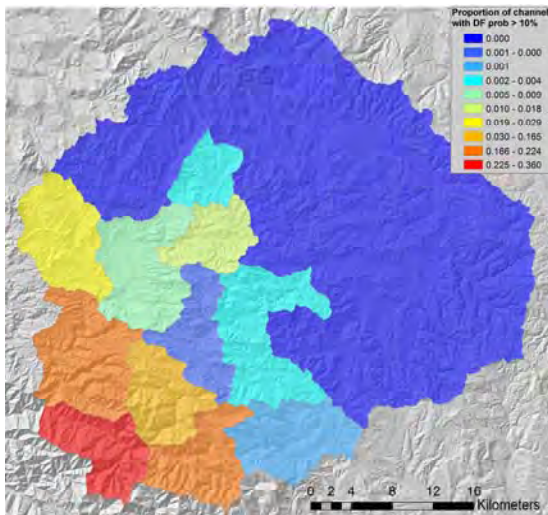 Proportion of channel
with DF prob > 10%
0.000
0.001 - 0.000
0.001
0.002 - 0.004
0.005 - 0.009
0.010 - 0.018
0.019 - 0.029
0.030 - 0.165
0.166 - 0.224
0.225 - 0.360
0 2 4 8 12 16
Kilometers